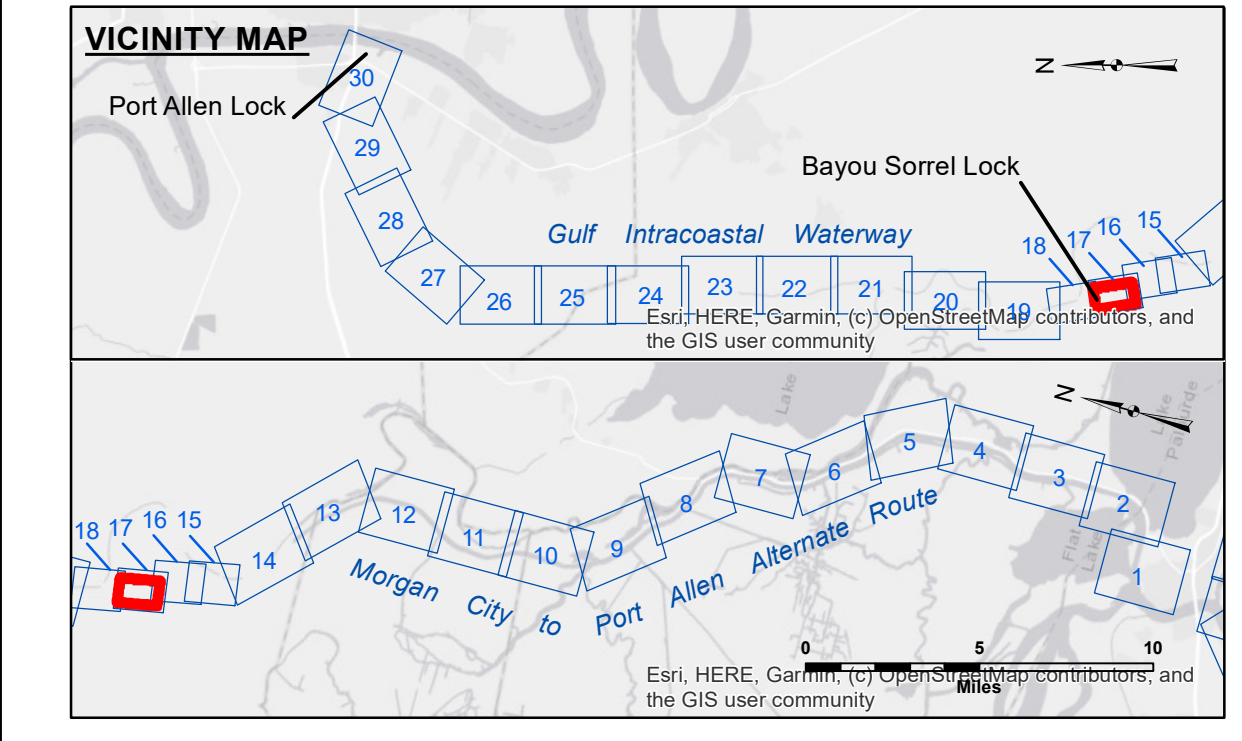 VICINITY MAP
N
30
Port Allen Lock
29
Bayou Sorrel Lock
28
Gulf Intracoastal Waterway
18 17 16 15
27
26 25 24 23 22 21 20 19
Esri, HERE, Garmin, (c) OpenStreetMap contributors, and
the GIS user community
N
Lake
Lake
5
4
3
2
7
6
8
13
12
11
10
9
18 17 16 15
14
1
Lake
Morgan City to Port Allen Alternate Route
0 5 10
Miles
Esri, HERE, Garmin, (c) OpenStreetMap contributors, and
the GIS user community